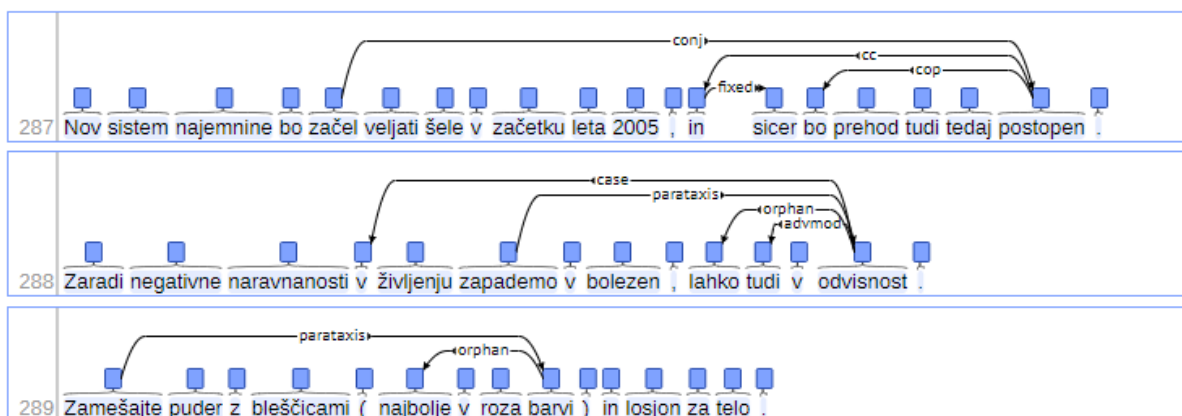 conj
cc
cop
fixed
287 Nov sistem najemnine bo začel veljati šele v začetku leta 2005 , in sicer bo prehod tudi tedaj postopen .
case
parataxis
orphan
advmod
288 Zaradi negativne naravnanosti v življenju zapademo v bolezen , lahko tudi v odvisnost .
parataxis
orphan
289 Zamešajte puder z bleščicami ( najbolje v roza barvi ) in losjon za telo .